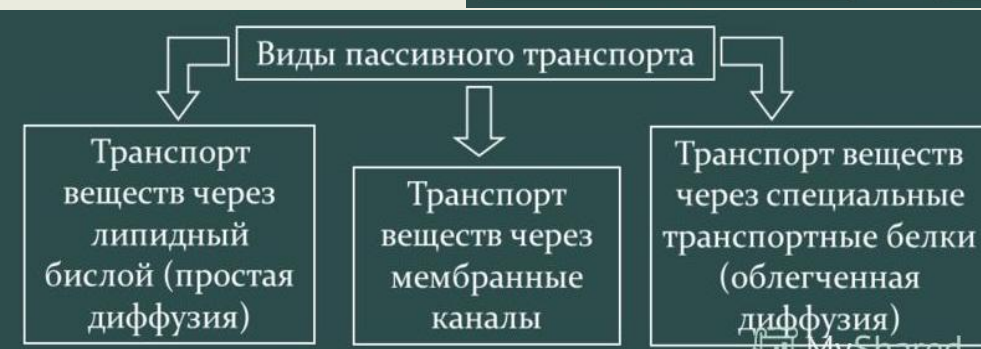 Виды пассивного транспорта
Транспорт
веществ через
липидный
бислой (простая
диффузия)
Транспорт
веществ через
мембранные
каналы
Транспорт веществ
через специальные
транспортные белки
(облегченная
диффузия)
MyShared